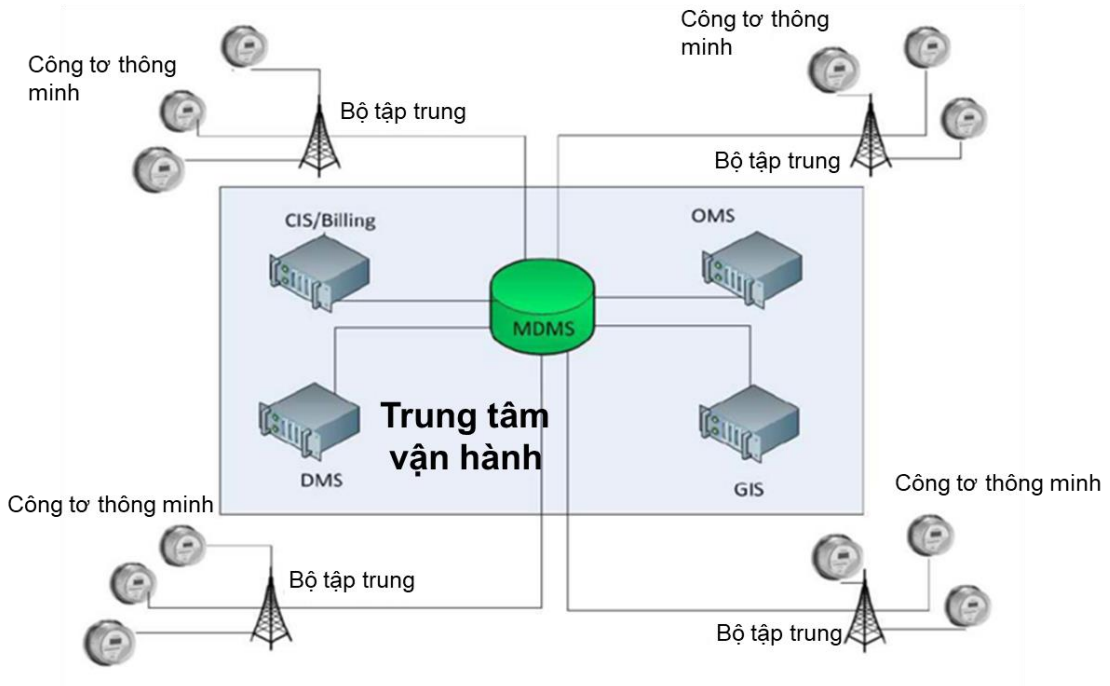 Công tơ thông
minh
Bộ tập trung
Công tơ thông
minh
Bộ tập trung
CIS/Billing
OMS
MDMS
Trung tâm
vận hành
DMS
GIS
Công tơ thông minh
Bộ tập trung
Công tơ thông minh
Bộ tập trung